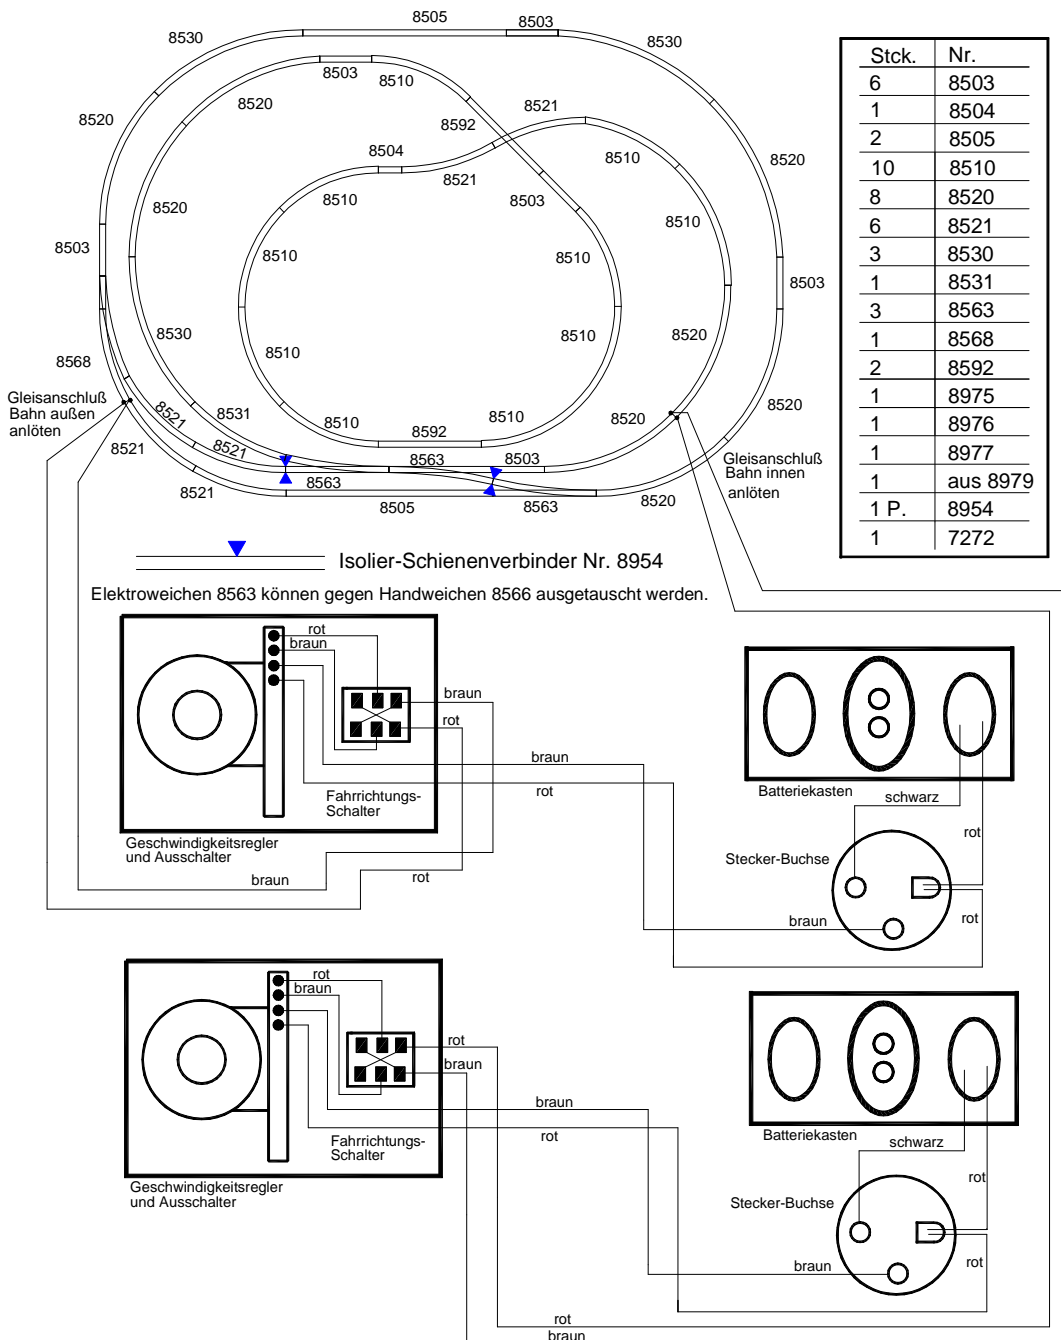 8505
8503
8530
8530
8503
8510
8520
8520
8592
8521
8504
8510
8521
8510
8503
8520
8520
8510
8510
8503
8510
8530
8503
8520
8510
8510
8568
8531
8521
8521
8510
8592
8510
8520
8520
8521
8521
8563
8503
8563
8505
8563
8520
Gleisanschluß
Bahn außen
anlöten
Gleisanschluß
Bahn innen
anlöten
Stck. Nr.
6 8503
1 8504
2 8505
10 8510
8 8520
6 8521
3 8530
1 8531
3 8563
1 8568
2 8592
1 8975
1 8976
1 8977
1 aus 8979
1 P. 8954
1 7272
Isolier-Schienenverbinder Nr. 8954
Elektroweichen 8563 können gegen Handweichen 8566 ausgetauscht werden.
rot
braun
braun
rot
Fahrrichtungs-
Schalter
Geschwindigkeitsregler
und Ausschalter
braun
rot
braun
rot
Batteriekasten
schwarz
rot
Stecker-Buchse
braun
rot
rot
braun
rot
braun
Fahrrichtungs-
Schalter
Geschwindigkeitsregler
und Ausschalter
braun
rot
Batteriekasten
schwarz
rot
Stecker-Buchse
braun
rot
rot
braun